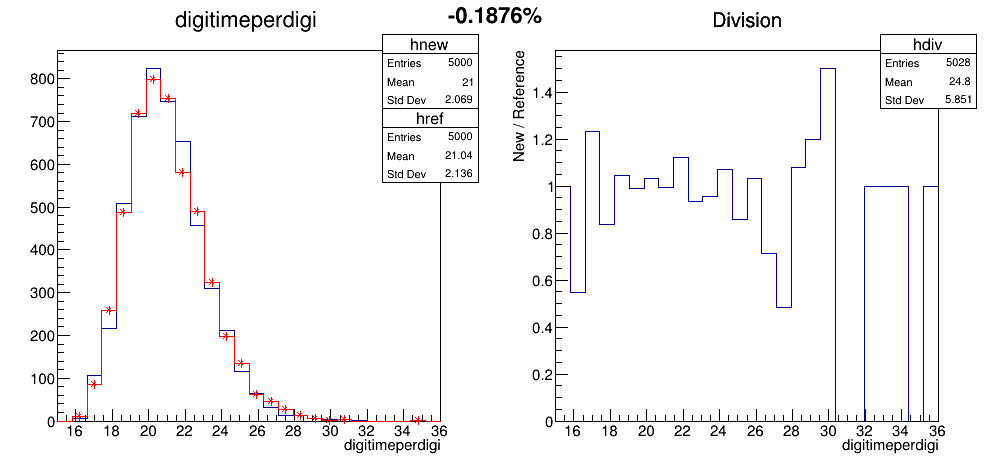 digitimeperdigi
-0.1876%
Division
hnew
Entries 5000
Mean 21
Std Dev 2.069
href
Entries 5000
Mean 21.04
Std Dev 2.136
800
700
600
500
400
300
200
100
0
16 18 20 22 24 26 28 30 32 34 36
digitimeperdigi
hdiv
Entries 5028
Mean 24.8
Std Dev 5.851
New / Reference
1.4
1.2
1
0.8
0.6
0.4
0.2
0
16 18 20 22 24 26 28 30 32 34 36
digitimeperdigi